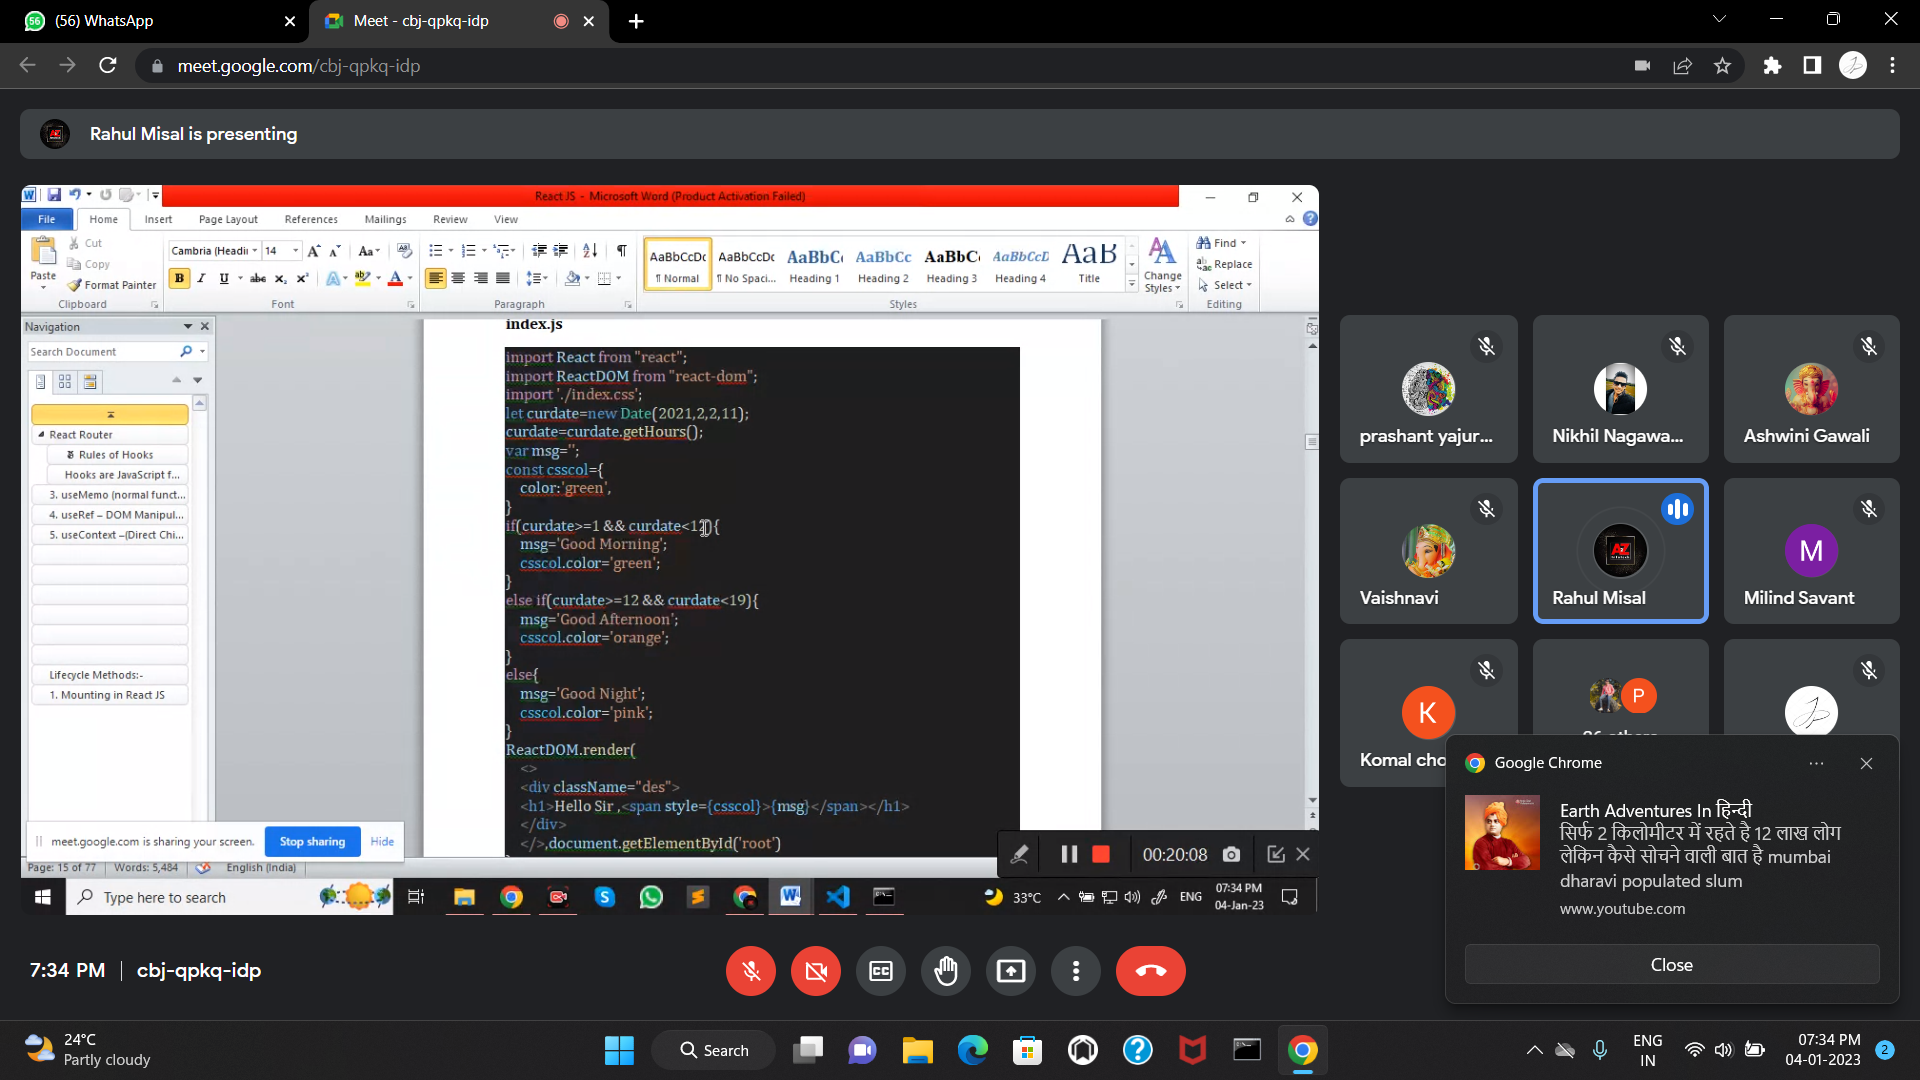 (56) WhatsApp
Meet - cbj-qpkq-idp
meet.google.com/cbj-qpkq-idp
Rahul Misal is presenting
React JS - Microsoft Word (Product Activation Failed)
File Home Insert Page Layout References Mailings Review View
Paste
Cut
Copy
Format Painter
Clipboard
Cambria (Headi 14
Font
Paragraph
AaBbCcDc AaBbCcDc AaBbC AaBbCc AaBbC AaBbCcD AaB
¶ Normal ¶ No Spaci... Heading 1 Heading 2 Heading 3 Heading 4 Title
Styles
Change Styles
Find
Replace
Select
Editing
Navigation
Search Document
React Router
Rules of Hooks
Hooks are JavaScript f...
3. useMemo (normal funct...
4. useRef – DOM Manipul...
5. useContext –(Direct Chi...
Lifecycle Methods:-
1. Mounting in React JS
index.js
import React from "react";
import ReactDOM from "react-dom";
import './index.css';
let curdate=new Date(2021,2,2,11);
curdate=curdate.getHours();
var msg='';
const csscol={
color:'green',
}
if(curdate>=1 && curdate<12){
msg='Good Morning';
csscol.color='green';
}
else if(curdate>=12 && curdate<19){
msg='Good Afternoon';
csscol.color='orange';
}
else{
msg='Good Night';
csscol.color='pink';
}
ReactDOM.render(
<>
<div className="des">
<h1>Hello Sir ,<span style={csscol}>{msg}</span></h1>
</div>
</>,document.getElementById('root')
meet.google.com is sharing your screen. Stop sharing Hide
Page: 15 of 77 Words: 5,484 English (India)
00:20:08
Type here to search
33°C
ENG
07:34 PM
04-Jan-23
prashant yajur...
Nikhil Nagawa...
Ashwini Gawali
Vaishnavi
Rahul Misal
M
Milind Savant
K
Komal cho
P
Google Chrome
Earth Adventures In हिन्दी
सिर्फ 2 किलोमीटर में रहते है 12 लाख लोग
लेकिन कैसे सोचने वाली बात है mumbai
dharavi populated slum
www.youtube.com
Close
7:34 PM | cbj-qpkq-idp
24°C
Partly cloudy
Search
ENG
IN
07:34 PM
04-01-2023
2